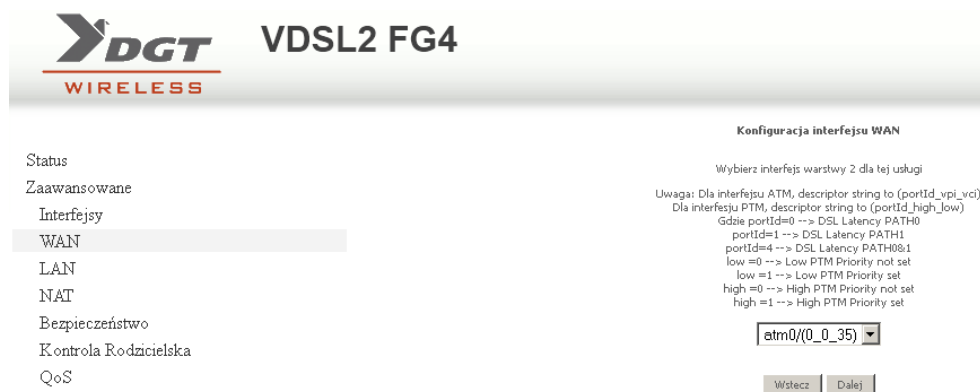 DGT
WIRELESS
VDSL2 FG4
Status
Zaawansowane
Interfejsy
WAN
LAN
NAT
Bezpieczeństwo
Kontrola Rodzicielska
QoS
Konfiguracja interfejsu WAN
Wybierz interfejs warstwy 2 dla tej usługi
Uwaga: Dla interfejsu ATM, descriptor string to (portId_vpi_vci)
Dla interfesju PTM, descriptor string to (portId_high_low)
Gdzie portId=0 --> DSL Latency PATH0
portId=1 --> DSL Latency PATH1
portId=4 --> DSL Latency PATH0&1
low =0 --> Low PTM Priority not set
low =1 --> Low PTM Priority set
high =0 --> High PTM Priority not set
high =1 --> High PTM Priority set
atm0/(0_0_35)
Wstecz Dalej